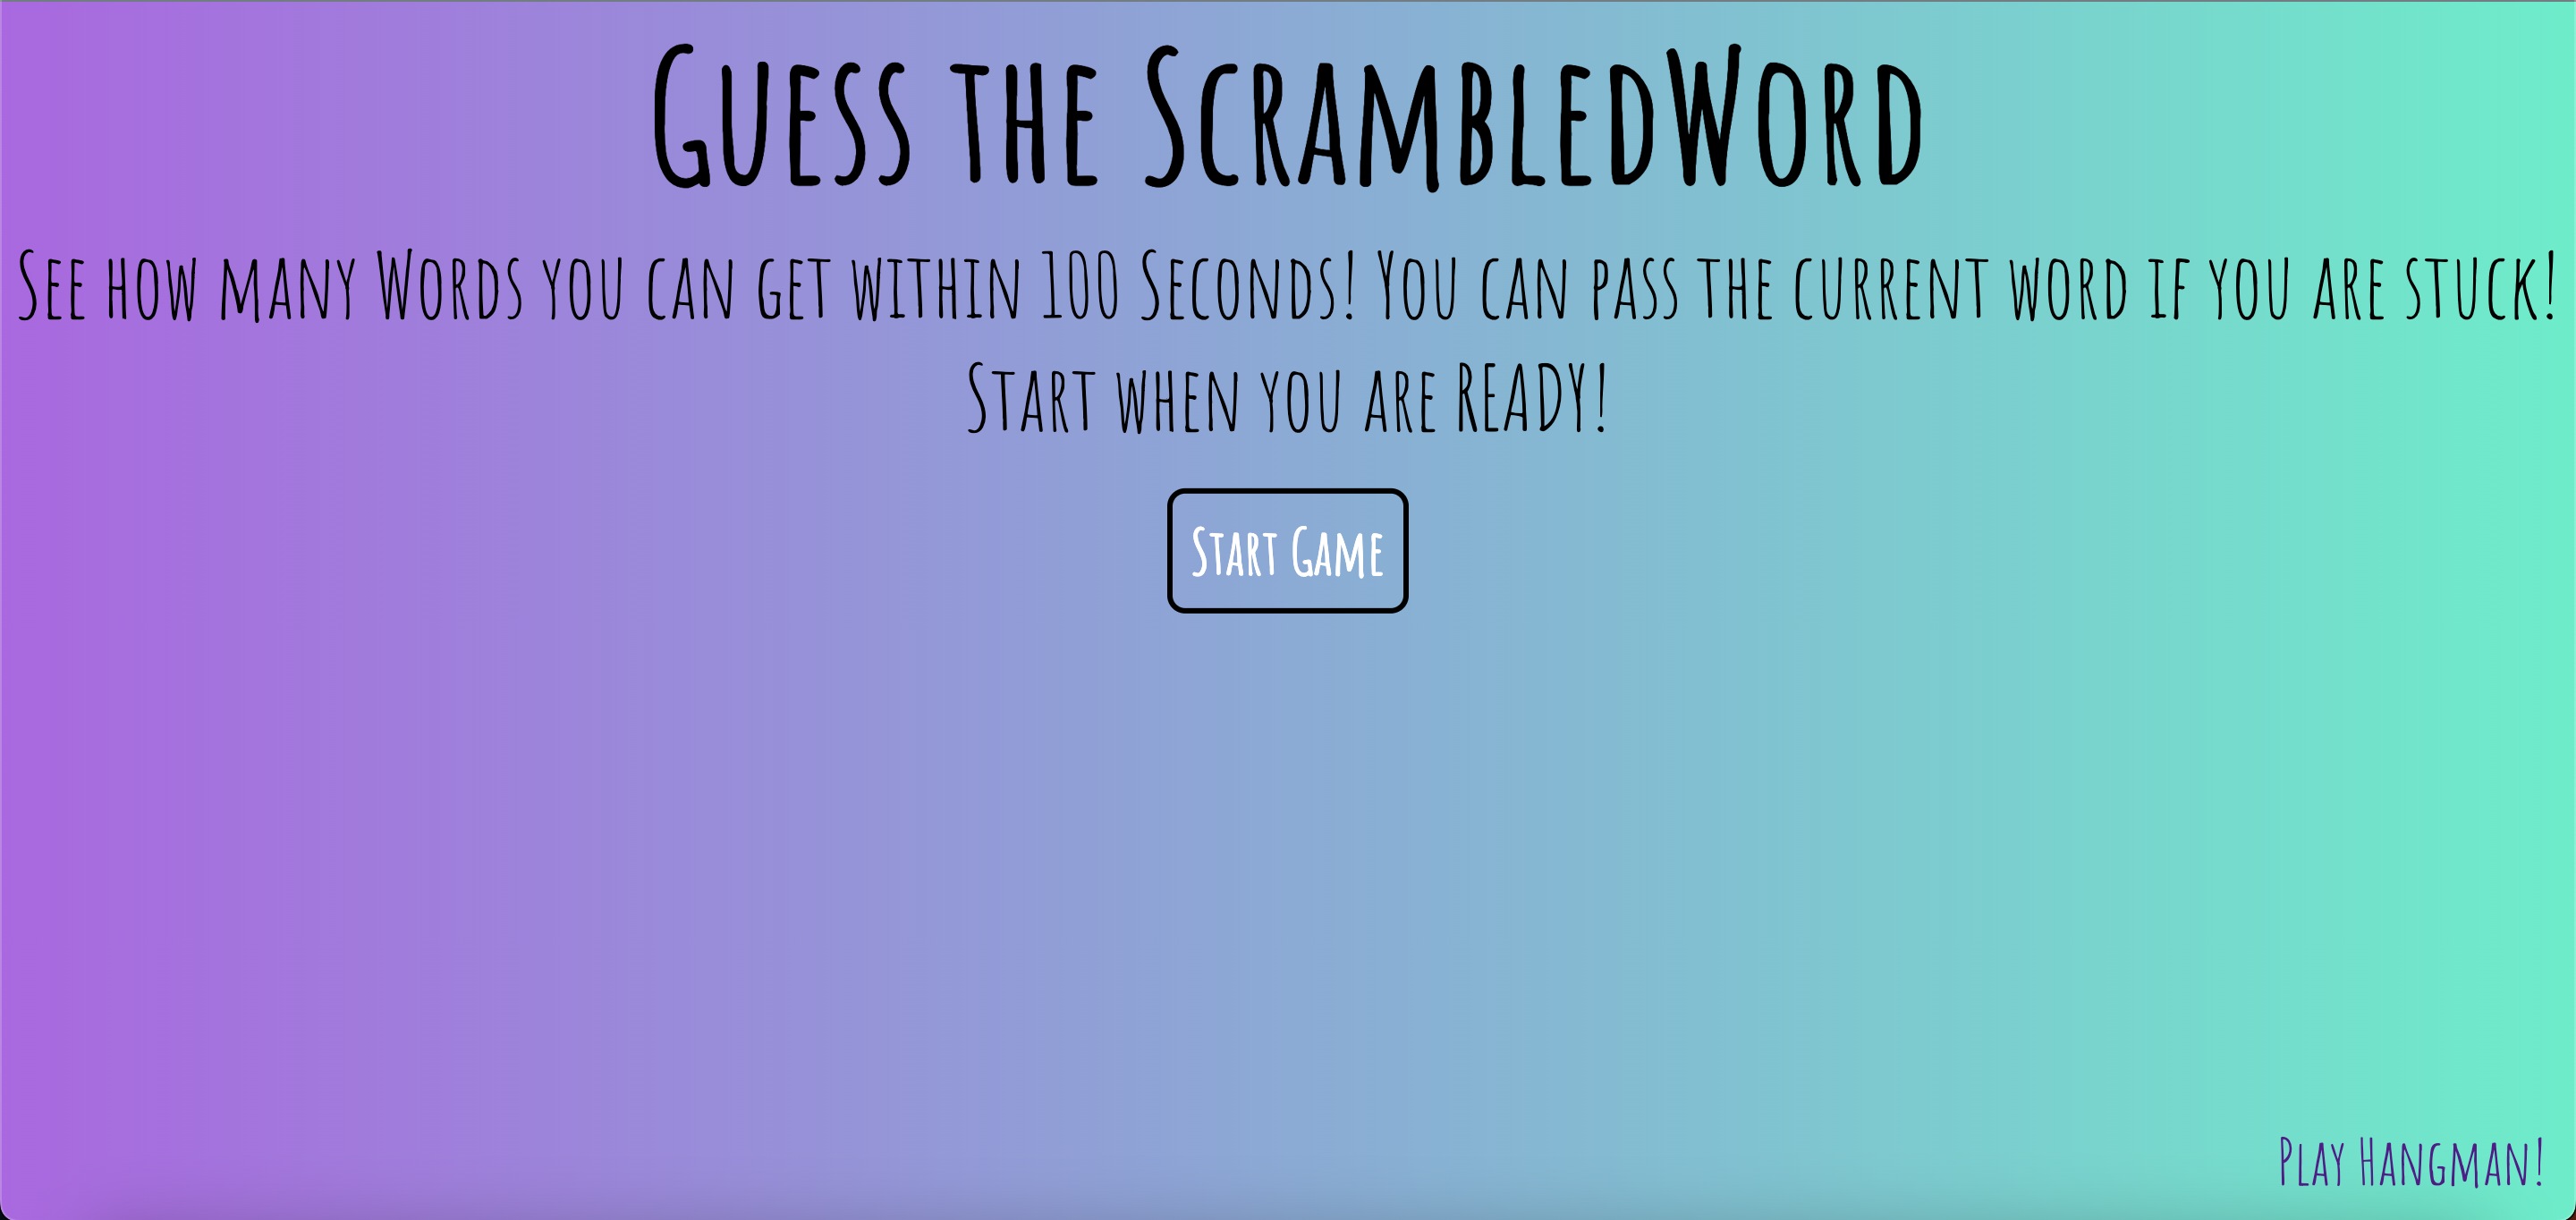 Guess the ScrambledWord
See how many Words you can get within 100 Seconds! You can pass the current word if you are stuck!
Start when you are READY!
Start Game
Play Hangman!